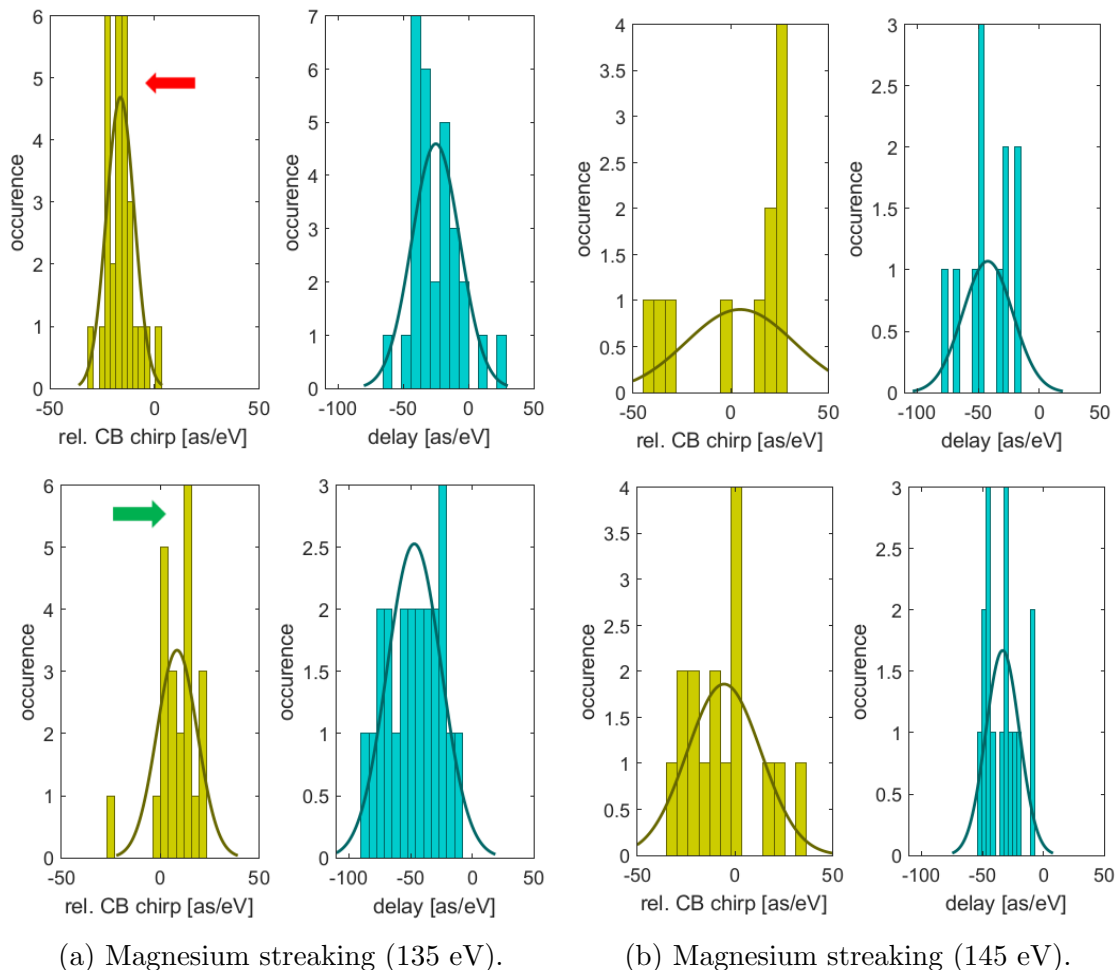 6
5
4
3
2
1
0
-50 0 50
occurence
rel. CB chirp [as/eV]
7
6
5
4
3
2
1
0
-100 -50 0 50
occurence
delay [as/eV]
4
3.5
3
2.5
2
1.5
1
0.5
0
-50 0 50
occurence
rel. CB chirp [as/eV]
3
2.5
2
1.5
1
0.5
0
-100 -50 0 50
occurence
delay [as/eV]
6
5
4
3
2
1
0
-50 0 50
occurence
rel. CB chirp [as/eV]
3
2.5
2
1.5
1
0.5
0
-100 -50 0 50
occurence
delay [as/eV]
4
3.5
3
2.5
2
1.5
1
0.5
0
-50 0 50
occurence
rel. CB chirp [as/eV]
3
2.5
2
1.5
1
0.5
0
-100 -50 0 50
occurence
delay [as/eV]
(a) Magnesium streaking (135 eV).
(b) Magnesium streaking (145 eV).